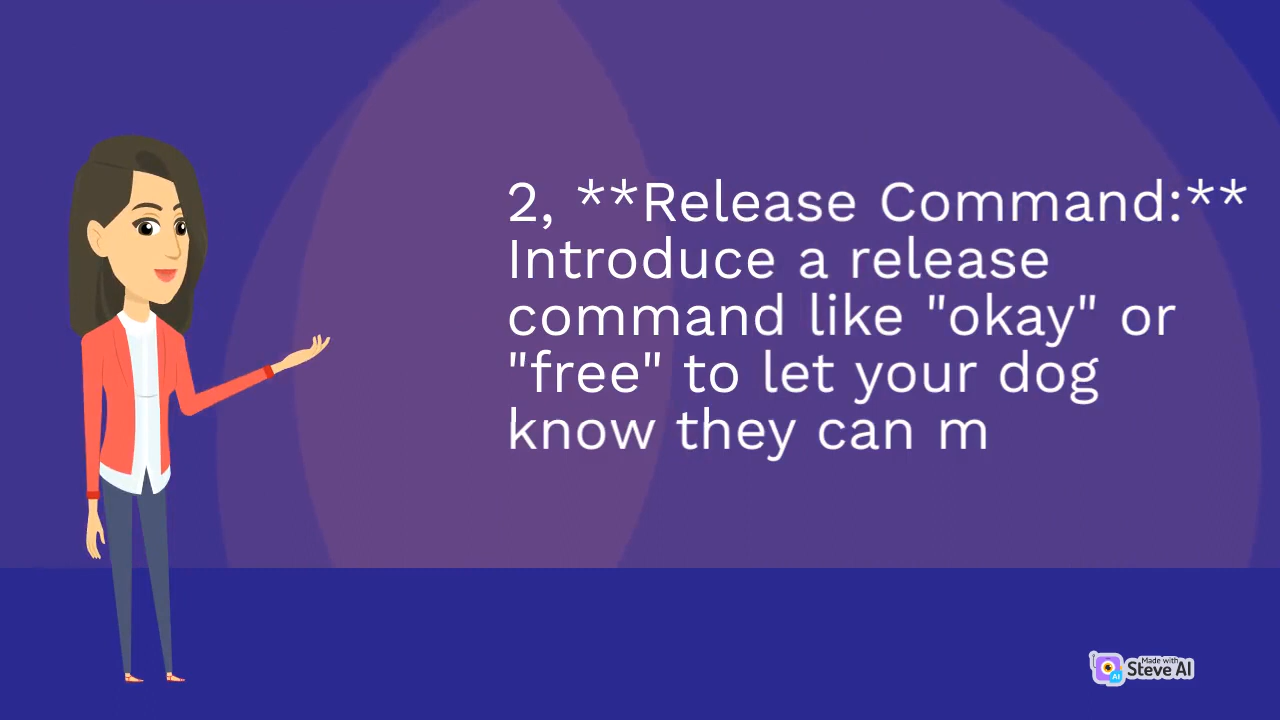 2, **Release Command:**
Introduce a release
command like "okay" or
"free" to let your dog
know they can m
Made with
Steve AI
AI